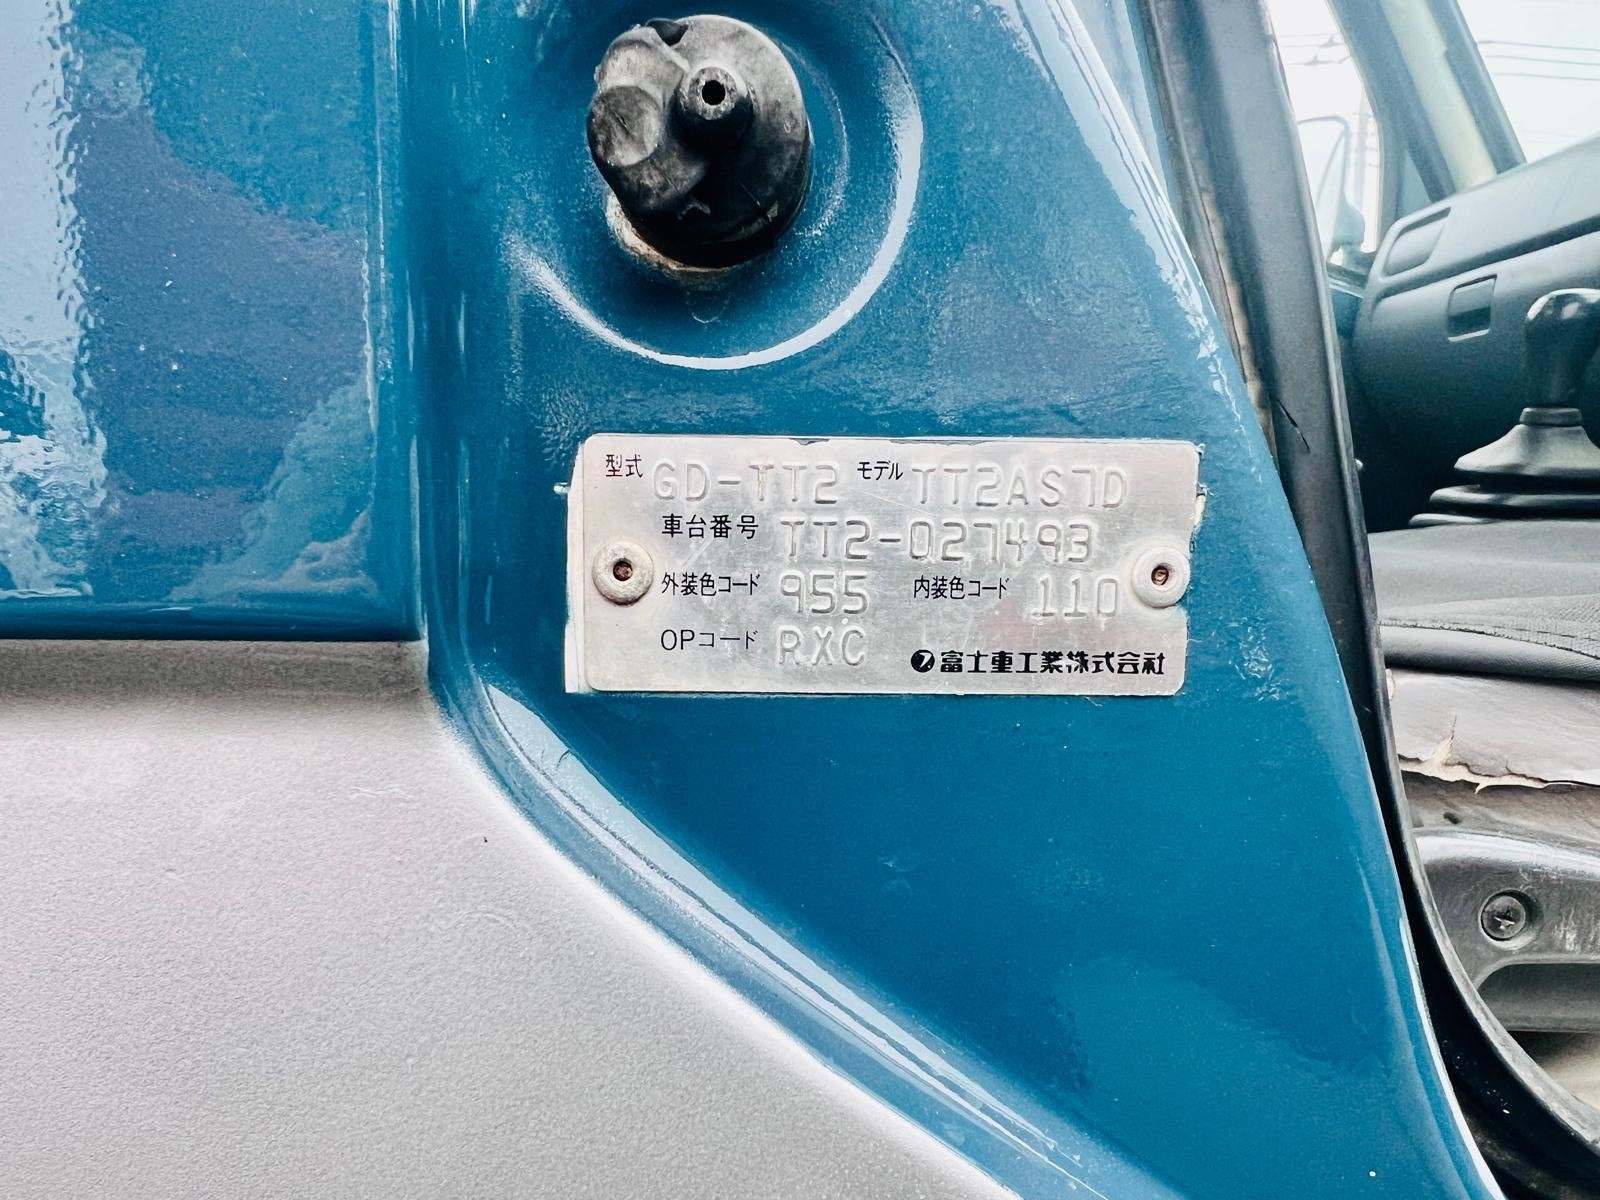 型式 GD-TT2 モデル TT2AS7D
車台番号 TT2-027493
外装色コード 955 内装色コード 110
OPコード RXC 富士重工業株式会社